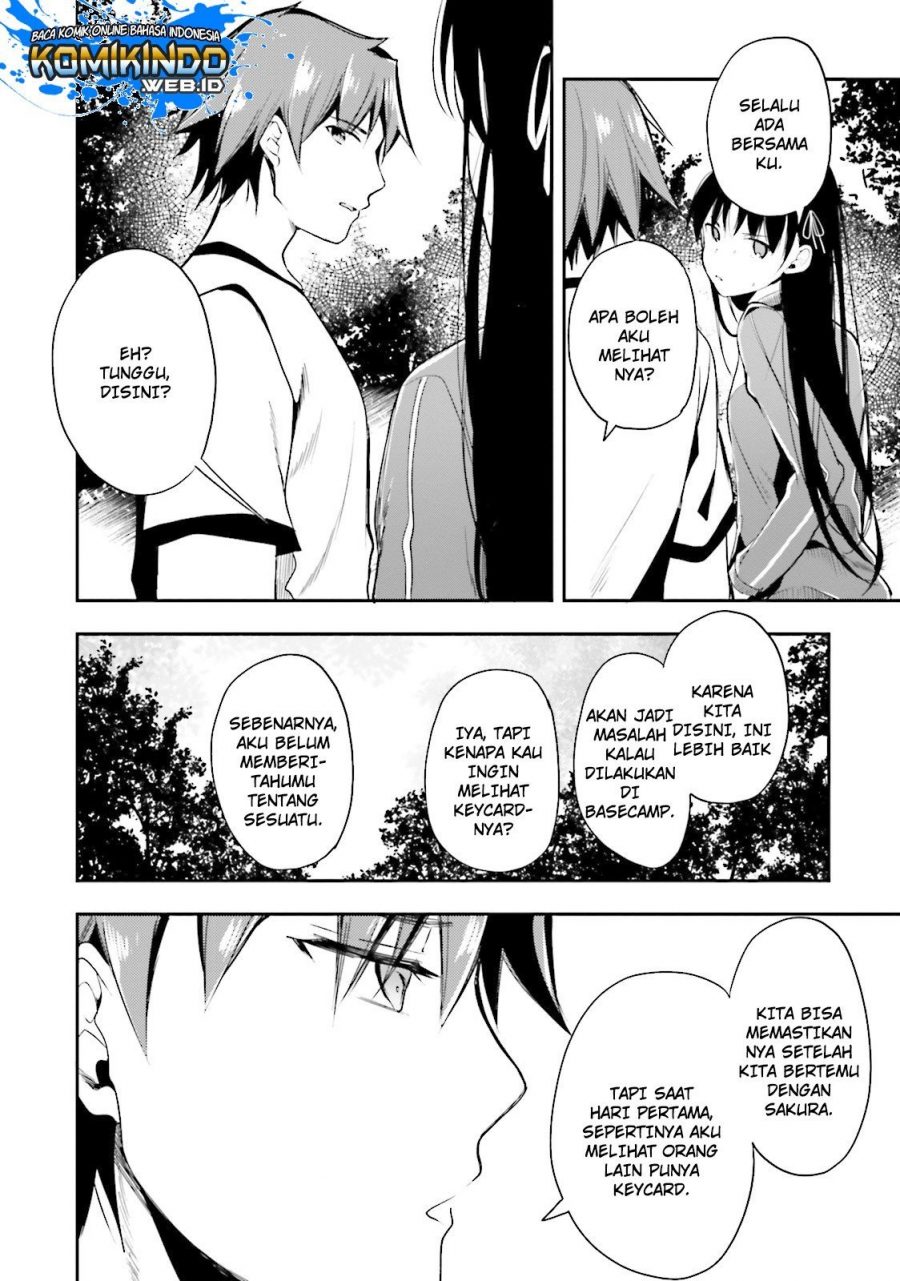 BACA KOMIK ONLINE BAHASA INDONESIA
KOMIKINDO
WEB.ID
SELALU
ADA
BERSAMA
KU.
APA BOLEH
AKU
MELIHAT
NYA?
EH?
TUNGGU,
DISINI?
KARENA
KITA
DISINI, INI
LEBIH BAIK
AKAN JADI
MASALAH
KALAU
DILAKUKAN
DI
BASECAMP.
IYA, TAPI
KENAPA KAU
INGIN
MELIHAT
KEYCARD-
NYA?
SEBENARNYA,
AKU BELUM
MEMBERI-
TAHUMU
TENTANG
SESUATU.
KITA BISA
MEMASTIKAN
NYA SETELAH
KITA BERTEMU
DENGAN
SAKURA.
TAPI SAAT
HARI PERTAMA,
SEPERTINYA AKU
MELIHAT ORANG
LAIN PUNYA
KEYCARD.